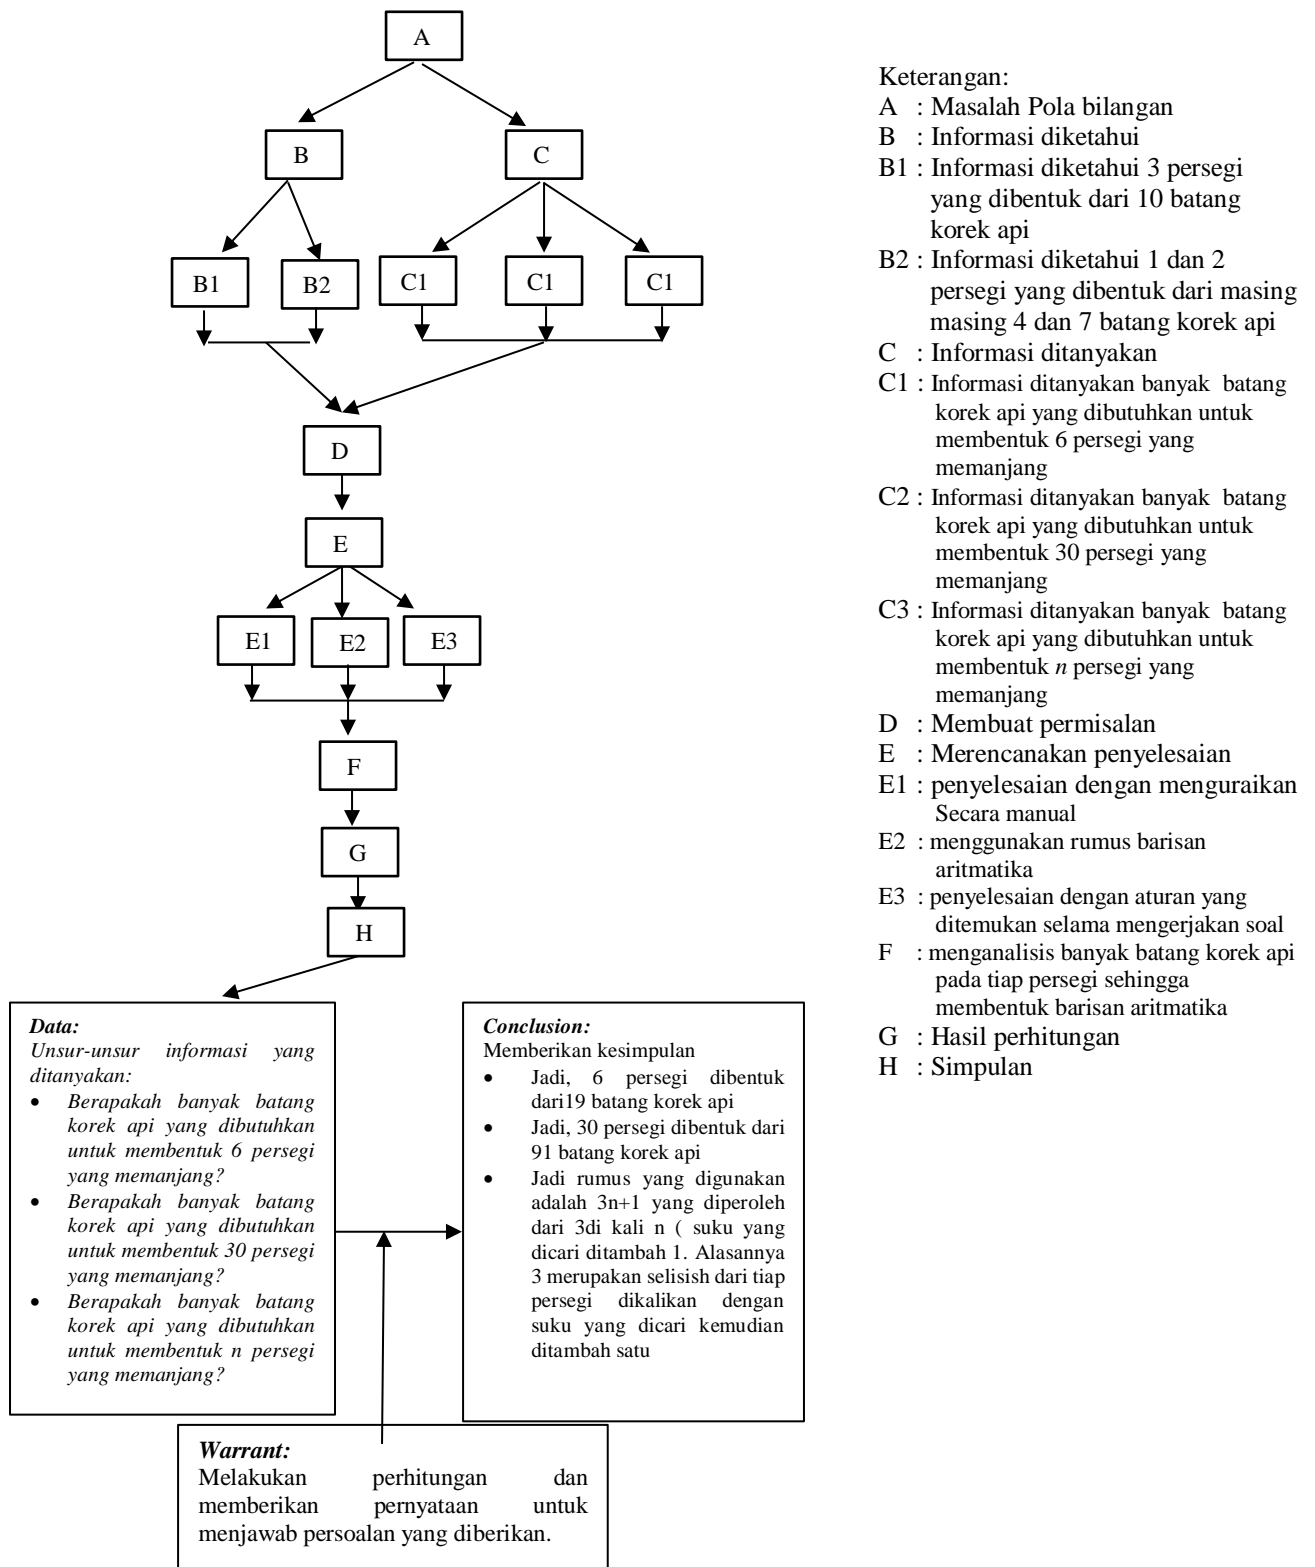 A
B
C
B1
B2
C1
C1
C1
D
E
E1
E2
E3
F
G
H
Keterangan:
A : Masalah Pola bilangan
B : Informasi diketahui
B1 : Informasi diketahui 3 persegi
yang dibentuk dari 10 batang
korek api
B2 : Informasi diketahui 1 dan 2
persegi yang dibentuk dari masing
masing 4 dan 7 batang korek api
C : Informasi ditanyakan
C1 : Informasi ditanyakan banyak batang
korek api yang dibutuhkan untuk
membentuk 6 persegi yang
memanjang
C2 : Informasi ditanyakan banyak batang
korek api yang dibutuhkan untuk
membentuk 30 persegi yang
memanjang
C3 : Informasi ditanyakan banyak batang
korek api yang dibutuhkan untuk
membentuk n persegi yang
memanjang
D : Membuat permisalan
E : Merencanakan penyelesaian
E1 : penyelesaian dengan menguraikan
Secara manual
E2 : menggunakan rumus barisan
aritmatika
E3 : penyelesaian dengan aturan yang
ditemukan selama mengerjakan soal
F : menganalisis banyak batang korek api
pada tiap persegi sehingga
membentuk barisan aritmatika
G : Hasil perhitungan
H : Simpulan
Data:
Unsur-unsur informasi yang
ditanyakan:
• Berapakah banyak batang
korek api yang dibutuhkan
untuk membentuk 6 persegi
yang memanjang?
• Berapakah banyak batang
korek api yang dibutuhkan
untuk membentuk 30 persegi
yang memanjang?
• Berapakah banyak batang
korek api yang dibutuhkan
untuk membentuk n persegi
yang memanjang?
Conclusion:
Memberikan kesimpulan
• Jadi, 6 persegi dibentuk
dari19 batang korek api
• Jadi, 30 persegi dibentuk dari
91 batang korek api
• Jadi rumus yang digunakan
adalah 3n+1 yang diperoleh
dari 3di kali n ( suku yang
dicari ditambah 1. Alasannya
3 merupakan selisish dari tiap
persegi dikalikan dengan
suku yang dicari kemudian
ditambah satu
Warrant:
Melakukan perhitungan dan
memberikan pernyataan untuk
menjawab persoalan yang diberikan.